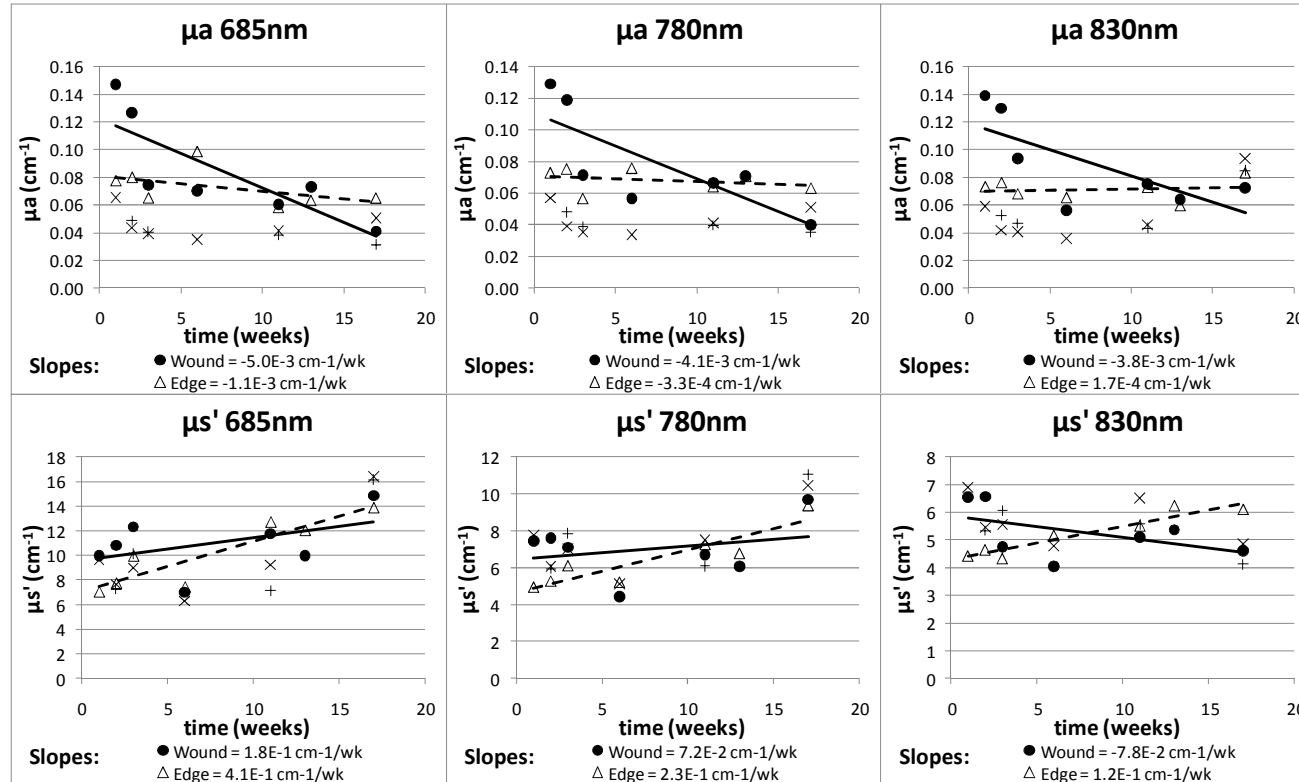 μa 685nm
μa (cm-1)
0.16
0.14
0.12
0.10
0.08
0.06
0.04
0.02
0.00
0 5 10 15 20
time (weeks)
Slopes:
● Wound = -5.0E-3 cm-1/wk
△ Edge = -1.1E-3 cm-1/wk
μa 780nm
μa (cm-1)
0.14
0.12
0.10
0.08
0.06
0.04
0.02
0.00
0 5 10 15 20
time (weeks)
Slopes:
● Wound = -4.1E-3 cm-1/wk
△ Edge = -3.3E-4 cm-1/wk
μa 830nm
μa (cm-1)
0.16
0.14
0.12
0.10
0.08
0.06
0.04
0.02
0.00
0 5 10 15 20
time (weeks)
Slopes:
● Wound = -3.8E-3 cm-1/wk
△ Edge = 1.7E-4 cm-1/wk
μs' 685nm
μs' (cm-1)
18
16
14
12
10
8
6
4
2
0
0 5 10 15 20
time (weeks)
Slopes:
● Wound = 1.8E-1 cm-1/wk
△ Edge = 4.1E-1 cm-1/wk
μs' 780nm
μs' (cm-1)
12
10
8
6
4
2
0
0 5 10 15 20
time (weeks)
Slopes:
● Wound = 7.2E-2 cm-1/wk
△ Edge = 2.3E-1 cm-1/wk
μs' 830nm
μs' (cm-1)
8
7
6
5
4
3
2
1
0
0 5 10 15 20
time (weeks)
Slopes:
● Wound = -7.8E-2 cm-1/wk
△ Edge = 1.2E-1 cm-1/wk